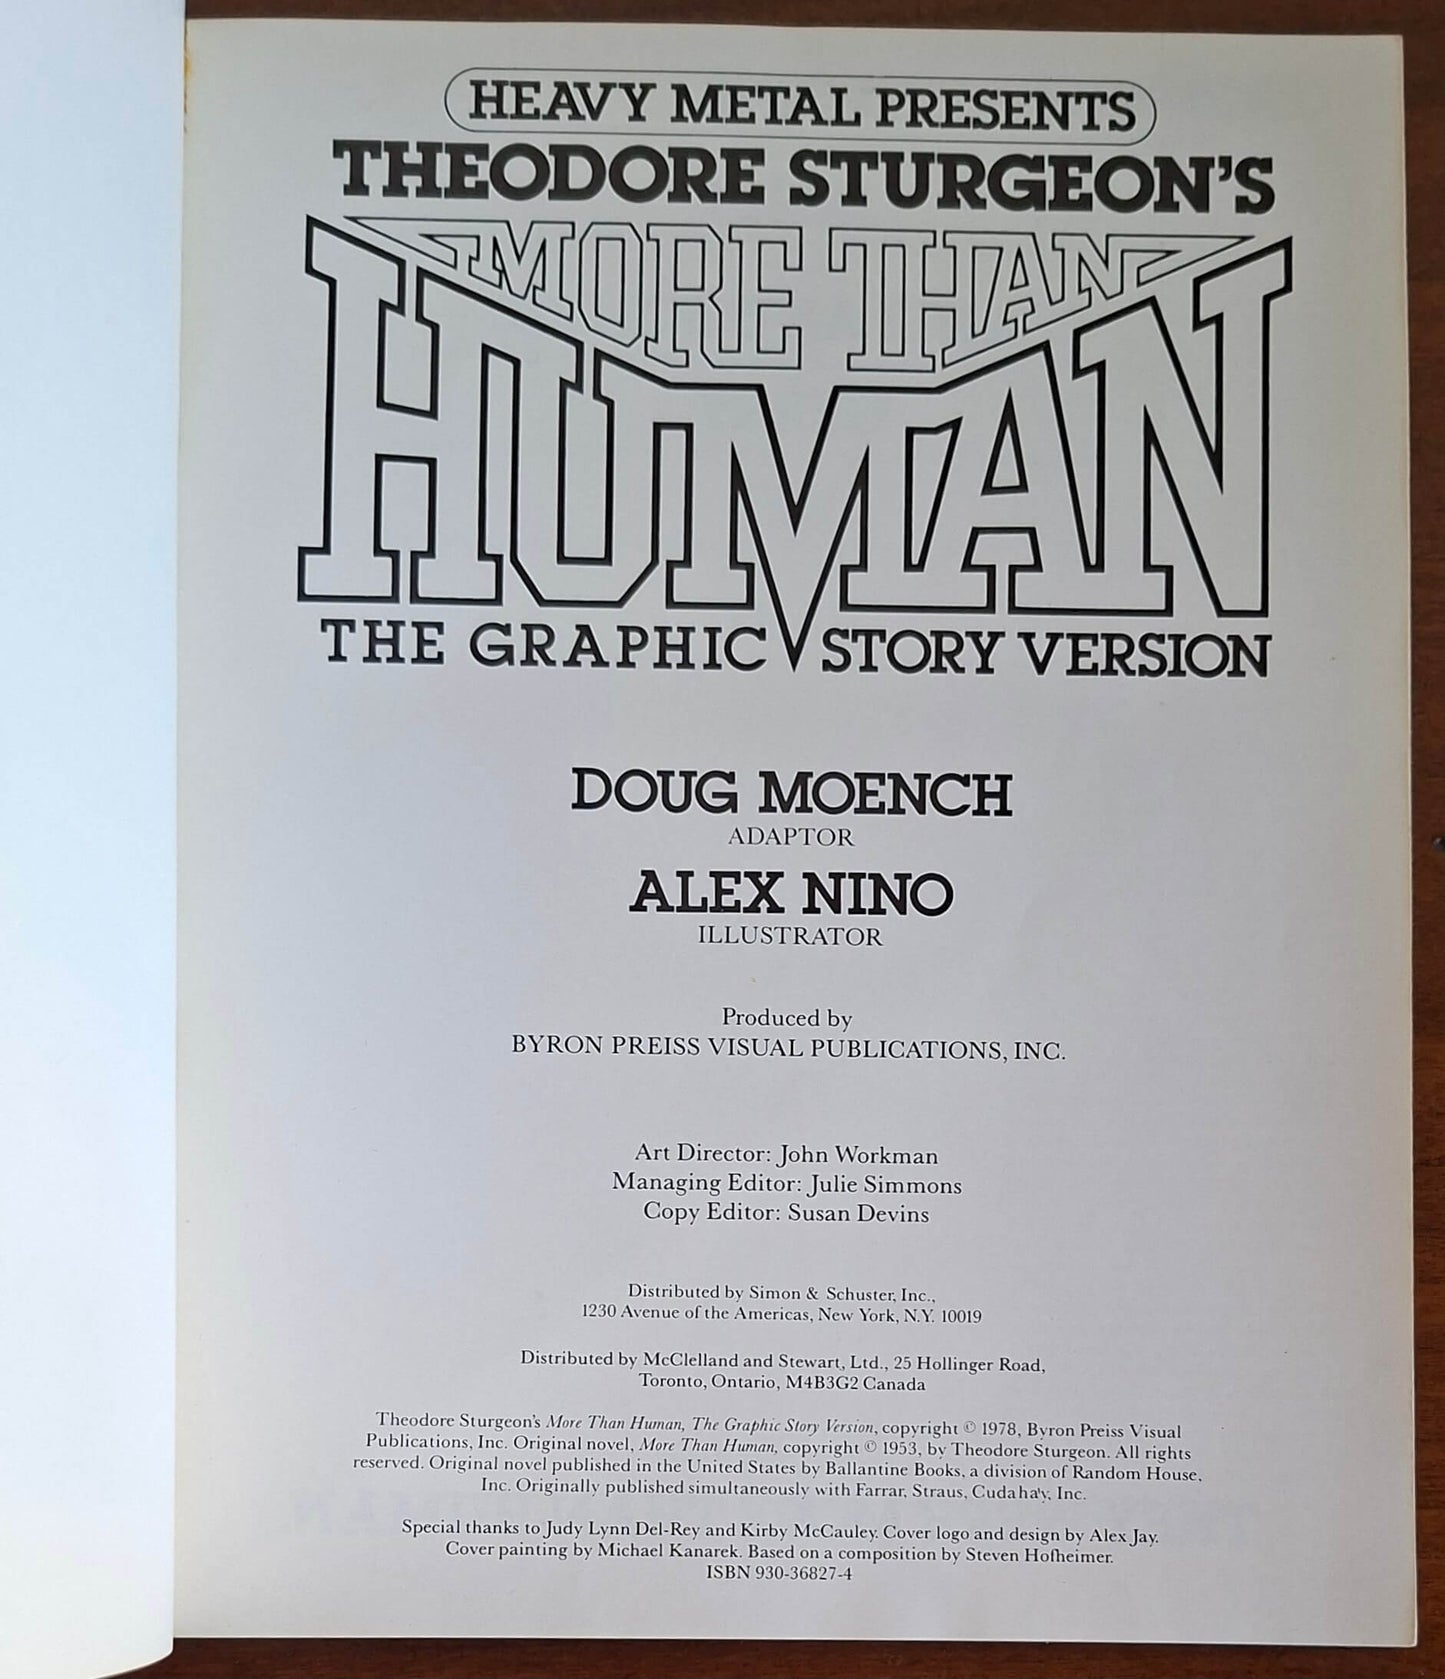 HEAVY METAL PRESENTS
THEODORE STURGEON'S
MORE THAN
HUMAN
THE GRAPHIC STORY VERSION
DOUG MOENCH
ADAPTOR
ALEX NINO
ILLUSTRATOR
Produced by
BYRON PREISS VISUAL PUBLICATIONS, INC.
Art Director: John Workman
Managing Editor: Julie Simmons
Copy Editor: Susan Devins
Distributed by Simon & Schuster, Inc.,
1230 Avenue of the Americas, New York, N.Y. 10019
Distributed by McClelland and Stewart, Ltd., 25 Hollinger Road,
Toronto, Ontario, M4B3G2 Canada
Theodore Sturgeon's More Than Human, The Graphic Story Version, copyright © 1978, Byron Preiss Visual
Publications, Inc. Original novel, More Than Human, copyright © 1953, by Theodore Sturgeon. All rights
reserved. Original novel published in the United States by Ballantine Books, a division of Random House,
Inc. Originally published simultaneously with Farrar, Straus, Cudahay, Inc.
Special thanks to Judy Lynn Del-Rey and Kirby McCauley. Cover logo and design by Alex Jay.
Cover painting by Michael Kanarek. Based on a composition by Steven Hofheimer.
ISBN 930-36827-4